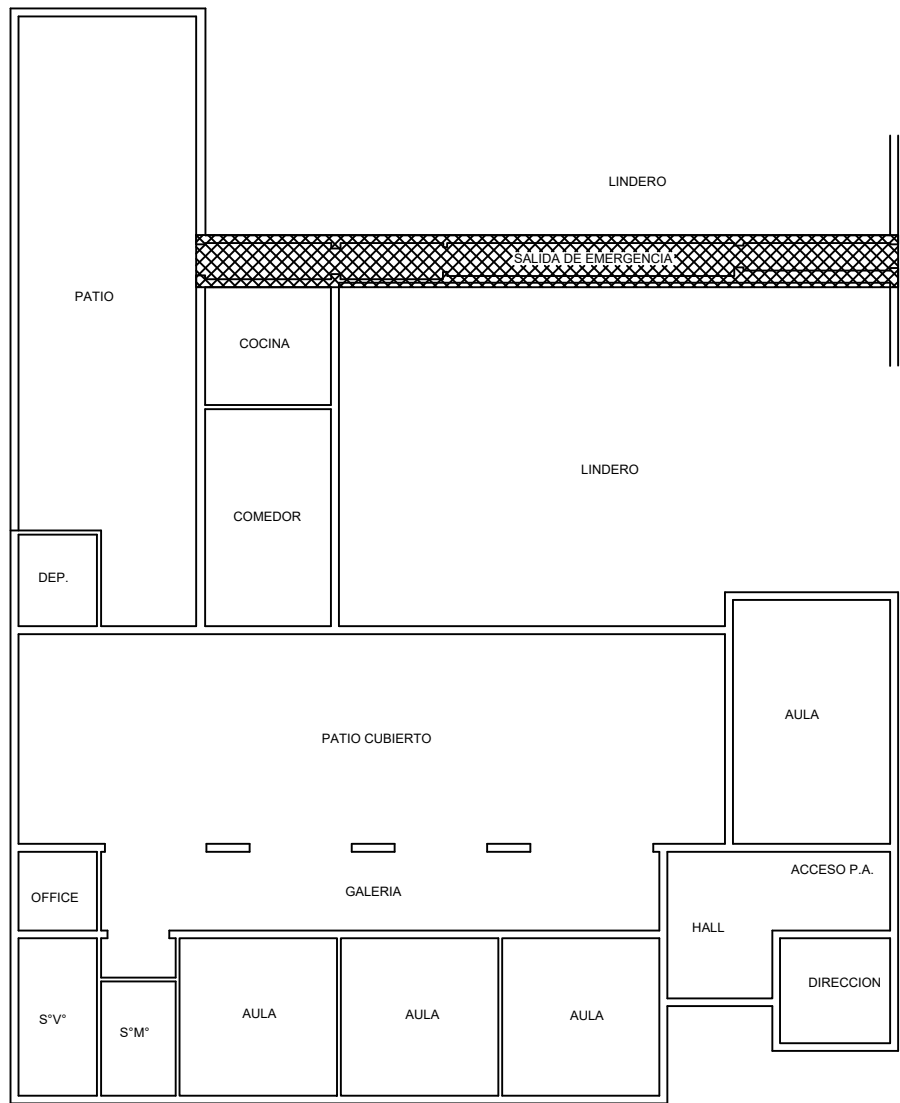 LINDERO
SALIDA DE EMERGENCIA
PATIO
COCINA
LINDERO
COMEDOR
DEP.
AULA
PATIO CUBIERTO
ACCESO P.A.
OFFICE
GALERIA
HALL
DIRECCION
S°V°
S°M°
AULA
AULA
AULA